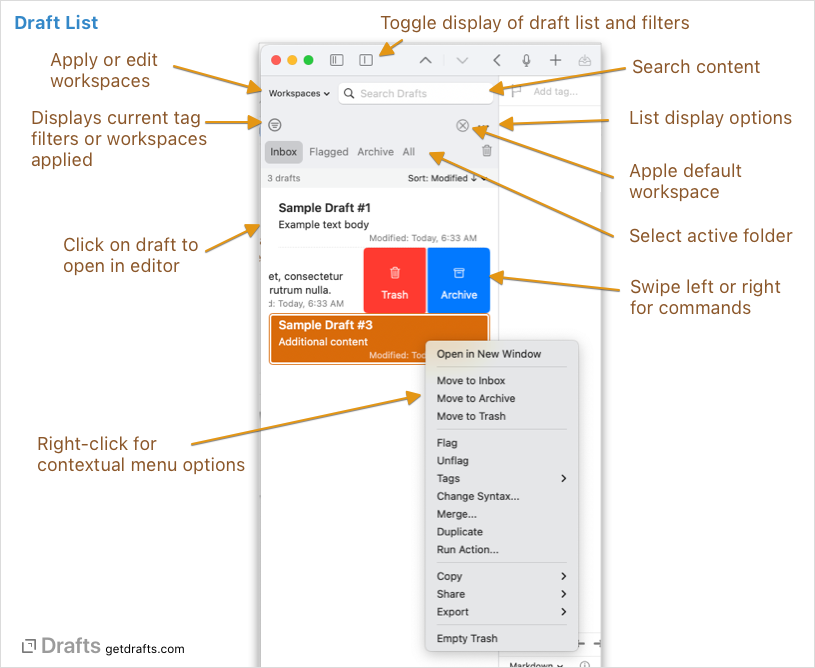 Draft List
Toggle display of draft list and filters
Apply or edit
workspaces
Search content
Workspaces
Search Drafts
Add tag...
Displays current tag
filters or workspaces
applied
List display options
Apple default
workspace
Inbox Flagged Archive All
3 drafts
Sort: Modified
Select active folder
Sample Draft #1
Example text body
Modified: Today, 6:33 AM
Click on draft to
open in editor
et, consectetur
rutrum nulla.
d: Today, 6:33 AM
Trash
Archive
Swipe left or right
for commands
Sample Draft #3
Additional content
Modified: Tod
Open in New Window
Move to Inbox
Move to Archive
Move to Trash
Right-click for
contextual menu options
Flag
Unflag
Tags
Change Syntax...
Merge...
Duplicate
Run Action...
Copy
Share
Export
Empty Trash
Markdown
Drafts getdrafts.com